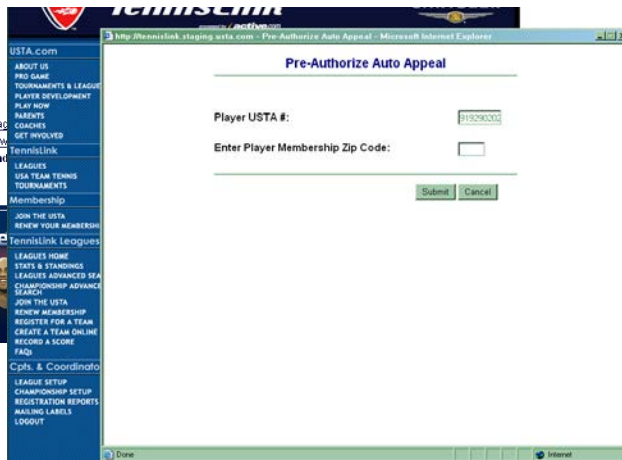 TennisLink
powered by active.com
http://tennislink.staging.usta.com - Pre-Authorize Auto Appeal - Microsoft Internet Explorer
USTA.com
ABOUT US
PRO GAME
TOURNAMENTS & LEAGUE
PLAYER DEVELOPMENT
PLAY NOW
PARENTS
COACHES
GET INVOLVED
TennisLink
LEAGUES
USA TEAM TENNIS
TOURNAMENTS
Membership
JOIN THE USTA
RENEW YOUR MEMBERSHI
TennisLink Leagues
LEAGUES HOME
STATS & STANDINGS
LEAGUES ADVANCED SEA
CHAMPIONSHIP ADVANCE
SEARCH
JOIN THE USTA
RENEW MEMBERSHIP
REGISTER FOR A TEAM
CREATE A TEAM ONLINE
RECORD A SCORE
FAQs
Cpts. & Coordinato
LEAGUE SETUP
CHAMPIONSHIP SETUP
REGISTRATION REPORTS
MAILING LABELS
LOGOUT
Pre-Authorize Auto Appeal
Player USTA #: 919290202
Enter Player Membership Zip Code:
Submit Cancel
Done Internet